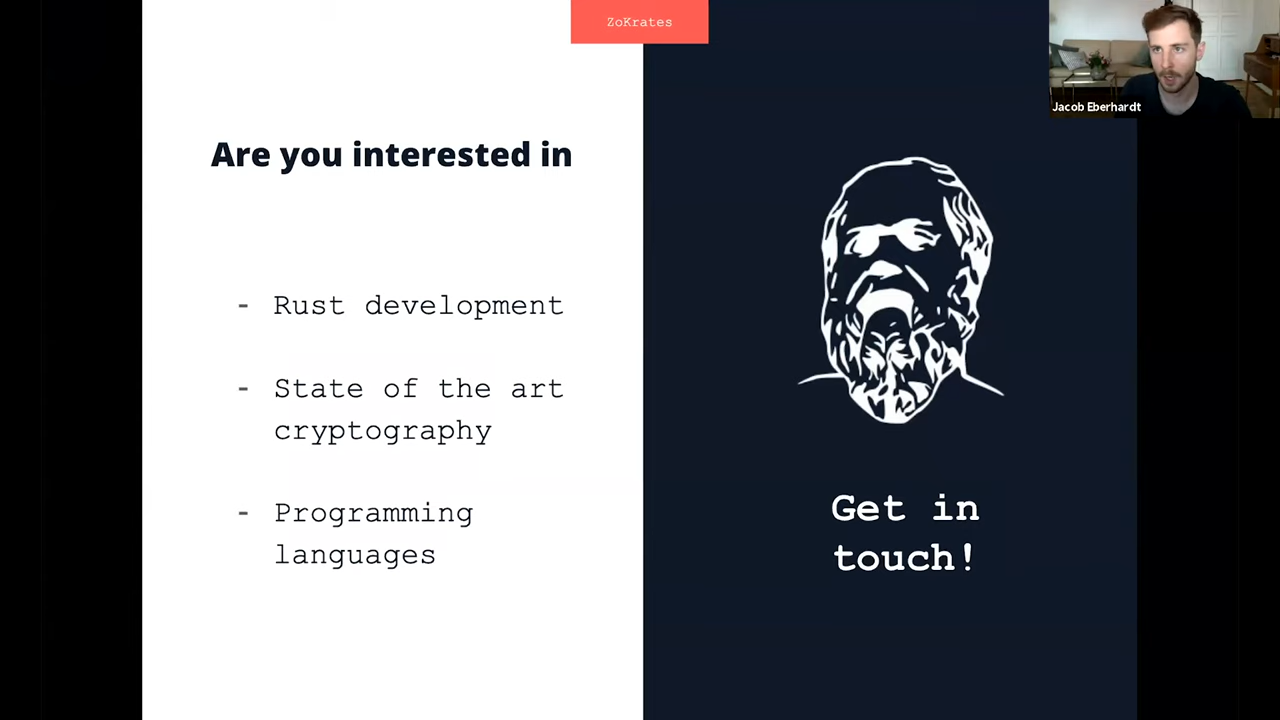 ZoKrates
Jacob Eberhardt
Are you interested in
- Rust development
- State of the art
cryptography
- Programming
languages
Get in
touch!